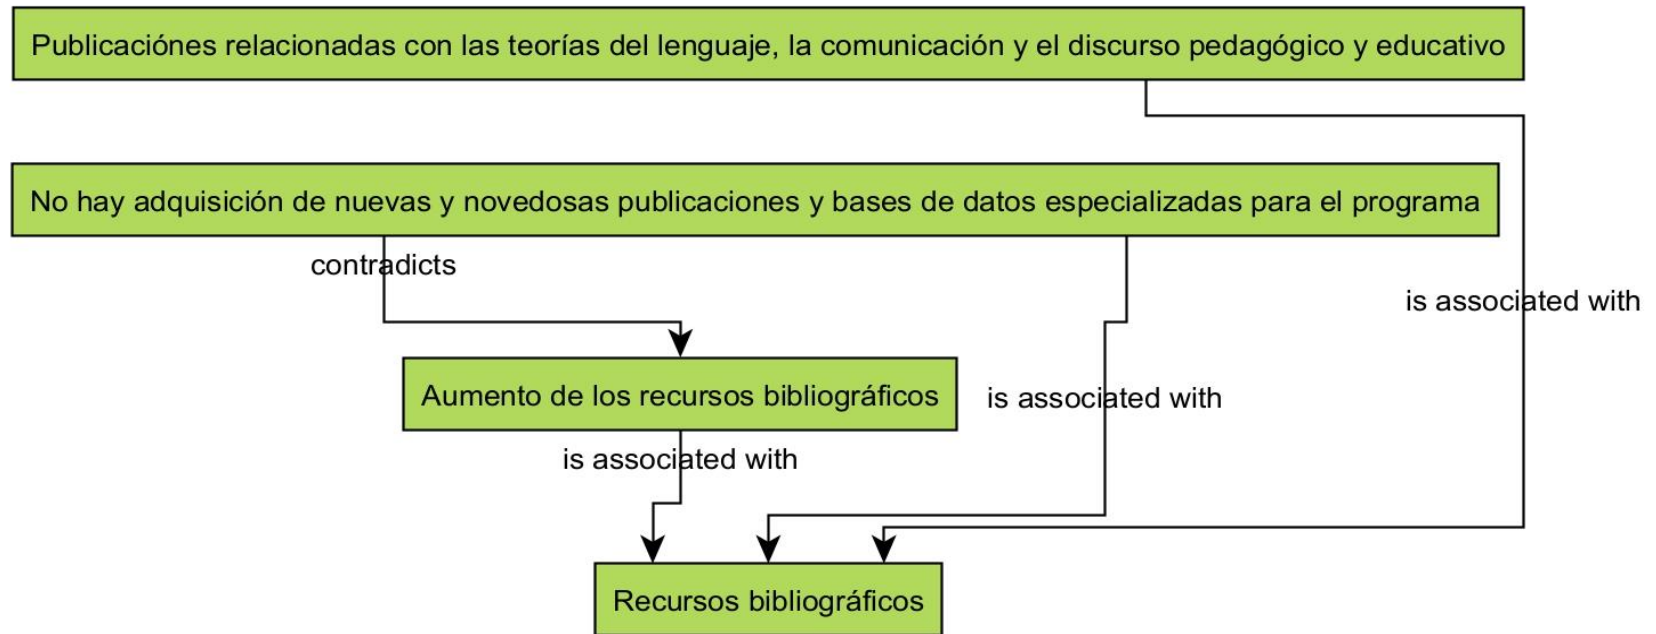 Publicaciónes relacionadas con las teorías del lenguaje, la comunicación y el discurso pedagógico y educativo
No hay adquisición de nuevas y novedosas publicaciones y bases de datos especializadas para el programa
contradicts
is associated with
Aumento de los recursos bibliográficos
is associated with
is associated with
Recursos bibliográficos